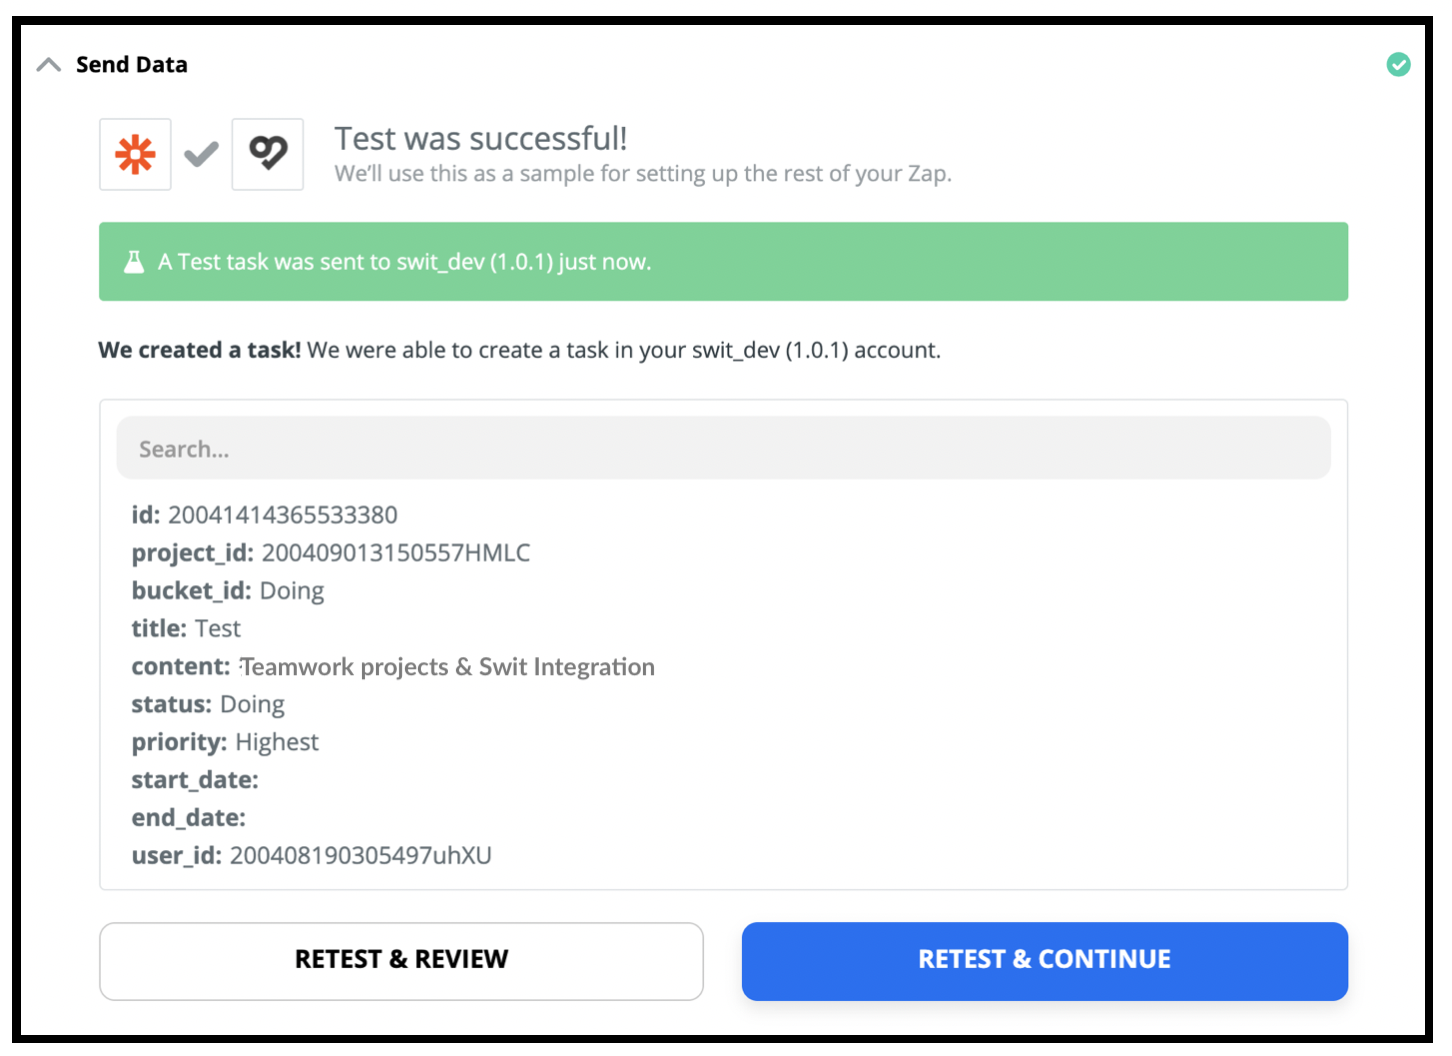 Send Data
Test was successful!
We'll use this as a sample for setting up the rest of your Zap.
A Test task was sent to swit_dev (1.0.1) just now.
We created a task! We were able to create a task in your swit_dev (1.0.1) account.
Search...
id: 20041414365533380
project_id: 200409013150557HMLC
bucket_id: Doing
title: Test
content: Teamwork projects & Swit Integration
status: Doing
priority: Highest
start_date:
end_date:
user_id: 200408190305497uhXU
RETEST & REVIEW
RETEST & CONTINUE